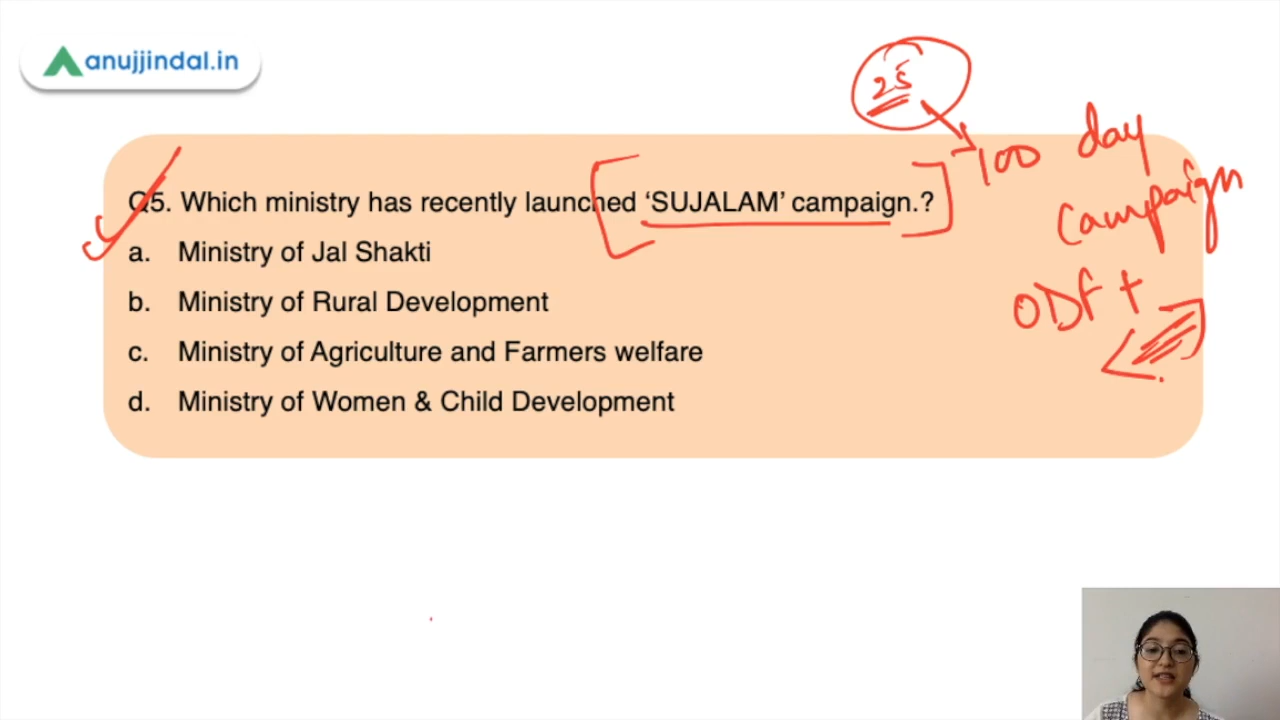 anujjindal.in
25
100 day
campaign
ODF +
Q5. Which ministry has recently launched ‘SUJALAM’ campaign.?
a. Ministry of Jal Shakti
b. Ministry of Rural Development
c. Ministry of Agriculture and Farmers welfare
d. Ministry of Women & Child Development